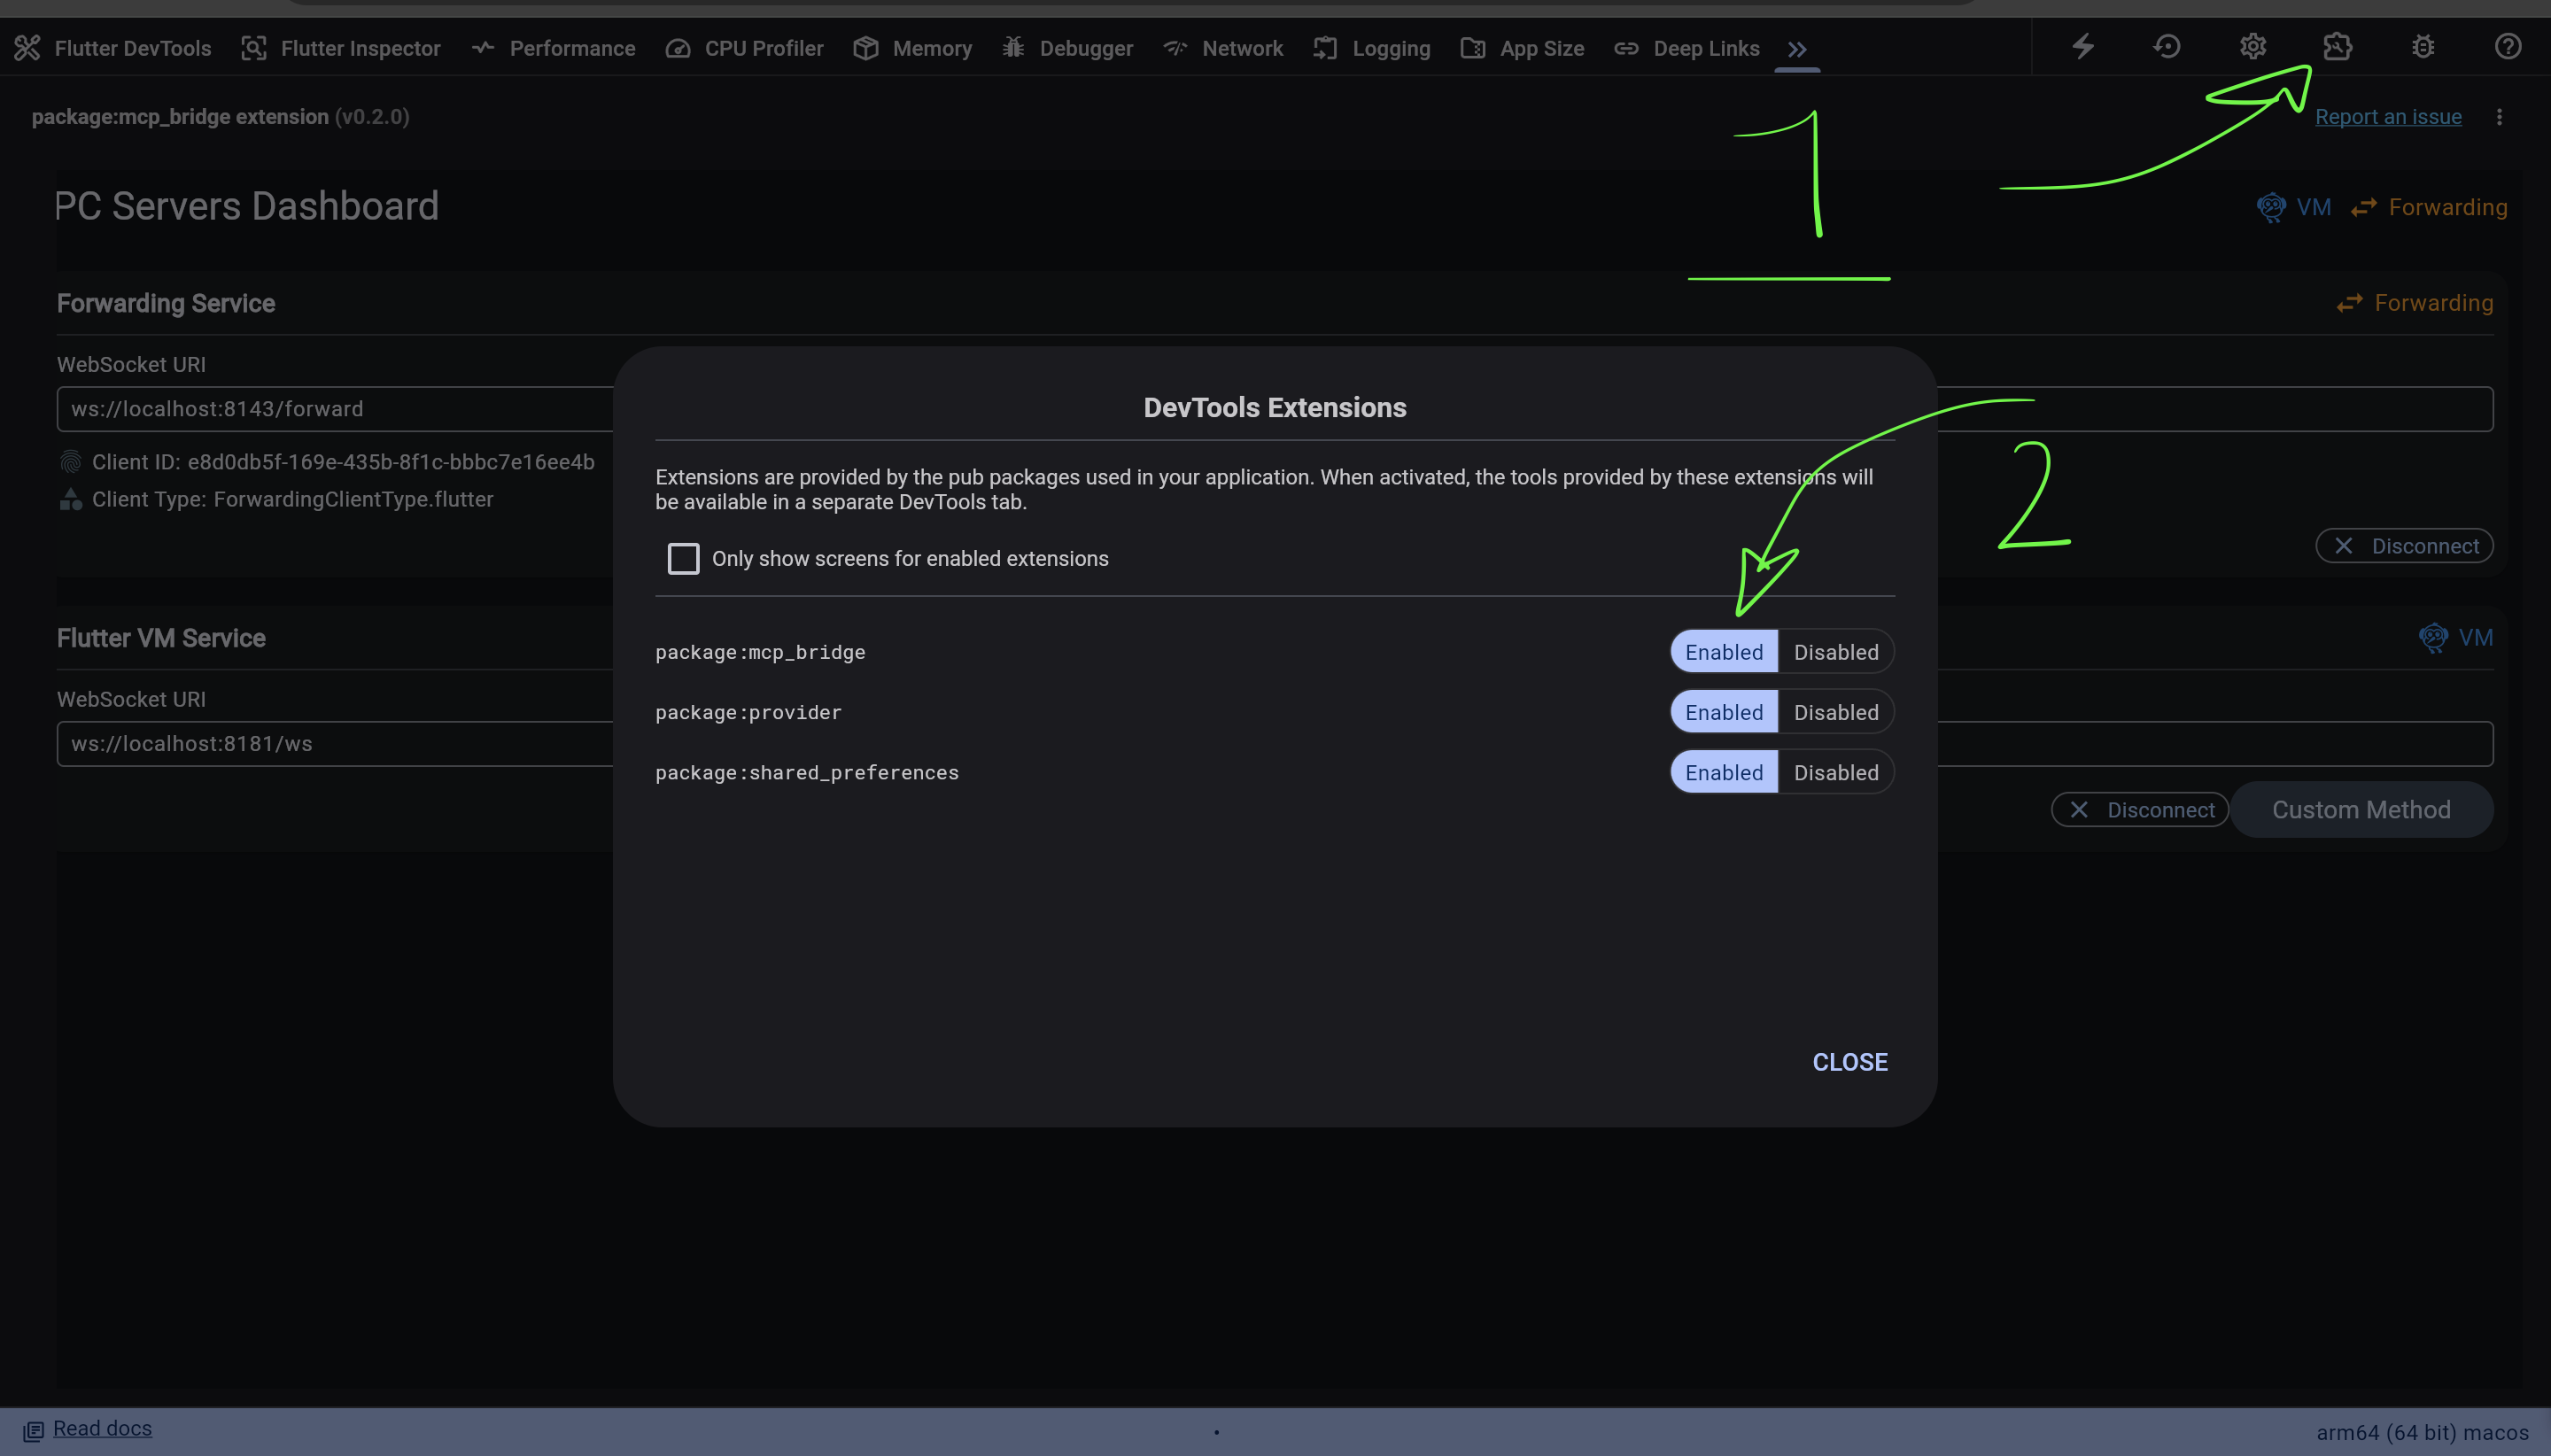 Flutter DevTools Flutter Inspector Performance CPU Profiler Memory Debugger Network Logging App Size Deep Links
package:mcp_bridge extension (v0.2.0) Report an issue
1
PC Servers Dashboard VM Forwarding
Forwarding Service Forwarding
WebSocket URI
ws://localhost:8143/forward
Client ID: e8d0db5f-169e-435b-8f1c-bbbc7e16ee4b
Client Type: ForwardingClientType.flutter
Disconnect
Flutter VM Service VM
WebSocket URI
ws://localhost:8181/ws
Disconnect Custom Method
DevTools Extensions
Extensions are provided by the pub packages used in your application. When activated, the tools provided by these extensions will
be available in a separate DevTools tab.
2
Only show screens for enabled extensions
package:mcp_bridge Enabled Disabled
package:provider Enabled Disabled
package:shared_preferences Enabled Disabled
CLOSE
Read docs arm64 (64 bit) macos